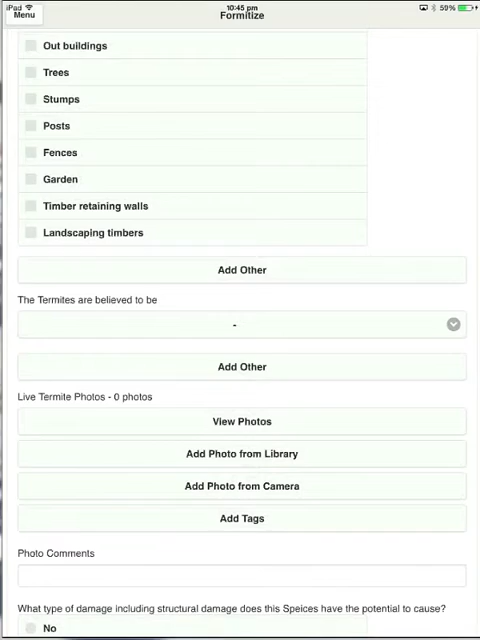 iPad
10:45 pm
59%
Menu
Formitize
Out buildings
Trees
Stumps
Posts
Fences
Garden
Timber retaining walls
Landscaping timbers
Add Other
The Termites are believed to be
-
Add Other
Live Termite Photos - 0 photos
View Photos
Add Photo from Library
Add Photo from Camera
Add Tags
Photo Comments
What type of damage including structural damage does this Speices have the potential to cause?
No